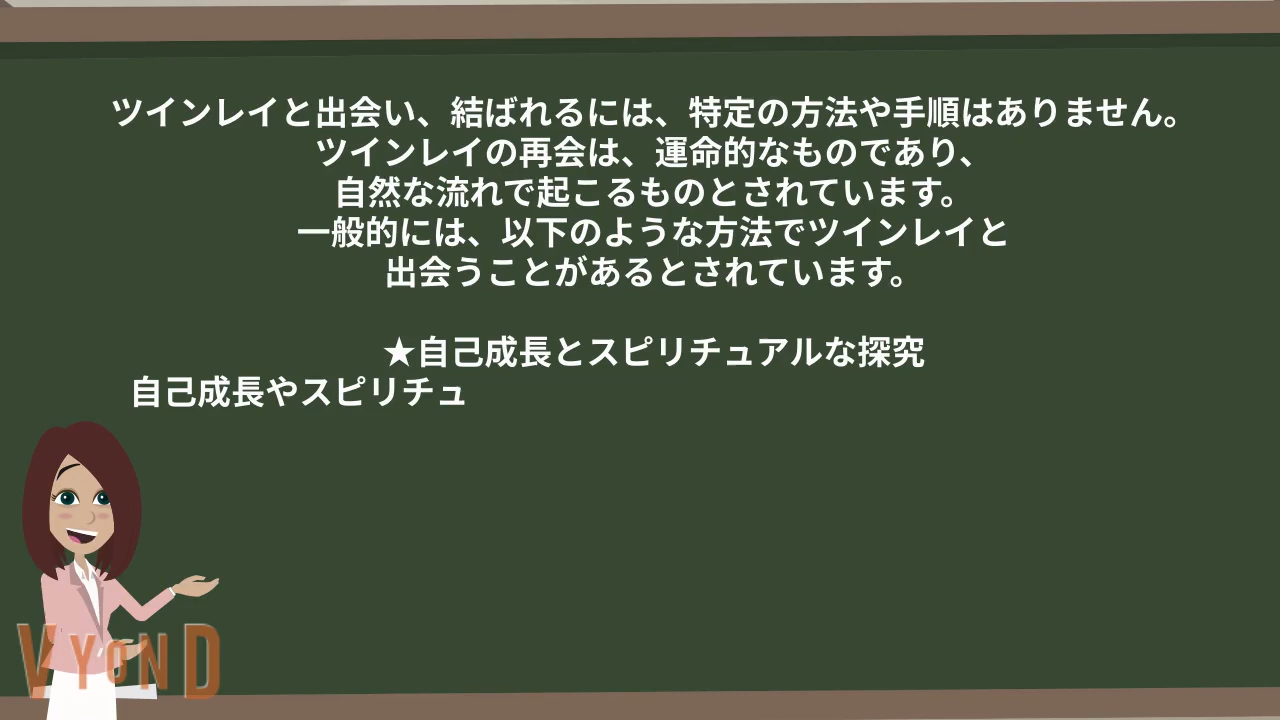 ツインレイと出会い、結ばれるには、特定の方法や手順はありません。
ツインレイの再会は、運命的なものであり、
自然な流れで起こるものとされています。
一般的には、以下のような方法でツインレイと
出会うことがあるとされています。
★自己成長とスピリチュアルな探究
自己成長やスピリチュ
VYOND